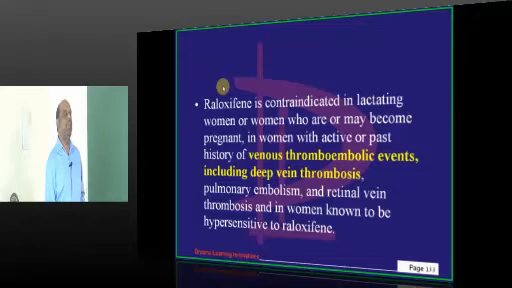 • Raloxifene is contraindicated in lactating
women or women who are or may become
pregnant, in women with active or past
history of venous thromboembolic events,
including deep vein thrombosis,
pulmonary embolism, and retinal vein
thrombosis and in women known to be
hypersensitive to raloxifene.
Learning
Page